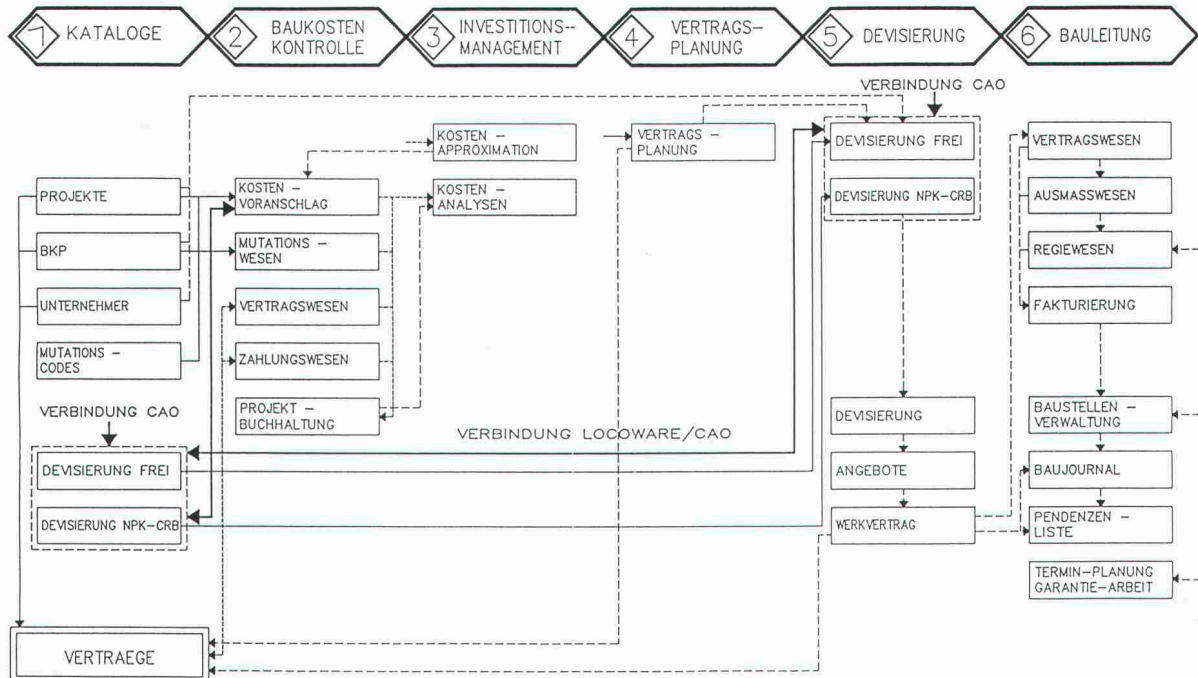 1 KATALOGE
2 BAUKOSTEN
KONTROLLE
3 INVESTITIONS-
MANAGEMENT
4 VERTRAGS-
PLANUNG
5 DEVISIERUNG
6 BAULEITUNG
PROJEKTE
BKP
UNTERNEHMER
MUTATIONS -
CODES
VERBINDUNG CAO
DEVISIERUNG FREI
DEVISIERUNG NPK-CRB
VERTRAEGE
KOSTEN -
VORANSCHLAG
MUTATIONS -
WESEN
VERTRAGSWESEN
ZAHLUNGSWESEN
PROJEKT -
BUCHHALTUNG
KOSTEN -
APPROXIMATION
KOSTEN -
ANALYSEN
VERBINDUNG LOCOWARE/CAO
VERTRAGS -
PLANUNG
VERBINDUNG CAO
DEVISIERUNG FREI
DEVISIERUNG NPK-CRB
DEVISIERUNG
ANGEBOTE
WERKVERTRAG
VERTRAGSWESEN
AUSMASSWESEN
REGIEWESEN
FAKTURIERUNG
BAUSTELLEN -
VERWALTUNG
BAUJOURNAL
PENDENZEN -
LISTE
TERMIN-PLANUNG
GARANTIE-ARBEIT